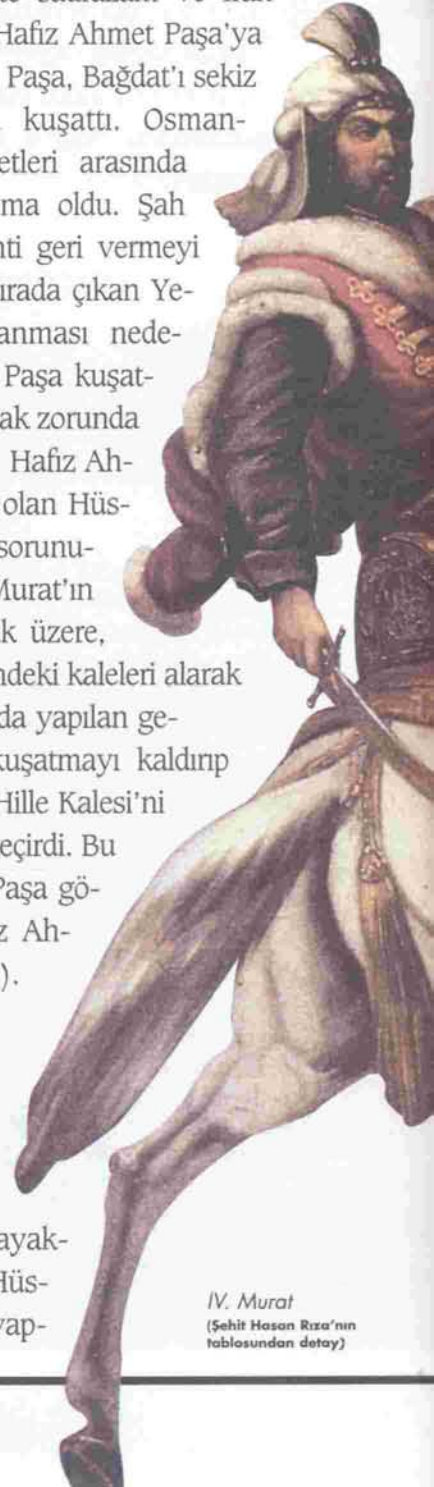 Hafız Ahmet Paşa'ya
Paşa, Bağdat'ı sekiz
kuşattı. Osman-
etleri arasında
ma oldu. Şah
nti geri vermeyi
ırada çıkan Ye-
anması nede-
Paşa kuşat-
ak zorunda
Hafız Ah-
olan Hüs-
sorunu-
Murat'ın
k üzere,
ndeki kaleleri alarak
da yapılan ge-
kuşatmayı kaldırıp
Hille Kalesi'ni
eçirdi. Bu
Paşa gö-
z Ah-
).
ayak-
Hüs-
yap-
IV. Murat
(Şehit Hasan Rıza'nın
tablosundan detay)